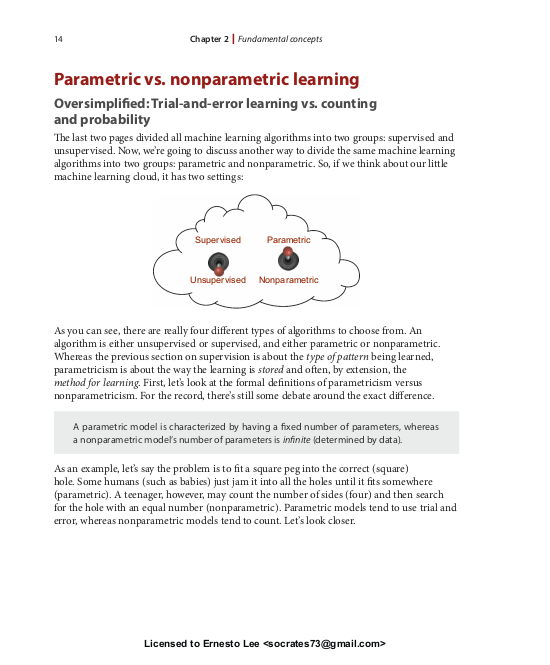 14
Chapter 2 | Fundamental concepts
Parametric vs. nonparametric learning
Oversimplified: Trial-and-error learning vs. counting
and probability
The last two pages divided all machine learning algorithms into two groups: supervised and
unsupervised. Now, we're going to discuss another way to divide the same machine learning
algorithms into two groups: parametric and nonparametric. So, if we think about our little
machine learning cloud, it has two settings:
Supervised Parametric
Unsupervised Nonparametric
As you can see, there are really four different types of algorithms to choose from. An
algorithm is either unsupervised or supervised, and either parametric or nonparametric.
Whereas the previous section on supervision is about the type of pattern being learned,
parametricism is about the way the learning is stored and often, by extension, the
method for learning. First, let's look at the formal definitions of parametricism versus
nonparametricism. For the record, there's still some debate around the exact difference.
A parametric model is characterized by having a fixed number of parameters, whereas
a nonparametric model's number of parameters is infinite (determined by data).
As an example, let's say the problem is to fit a square peg into the correct (square)
hole. Some humans (such as babies) just jam it into all the holes until it fits somewhere
(parametric). A teenager, however, may count the number of sides (four) and then search
for the hole with an equal number (nonparametric). Parametric models tend to use trial and
error, whereas nonparametric models tend to count. Let's look closer.
Licensed to Ernesto Lee <socrates73@gmail.com>